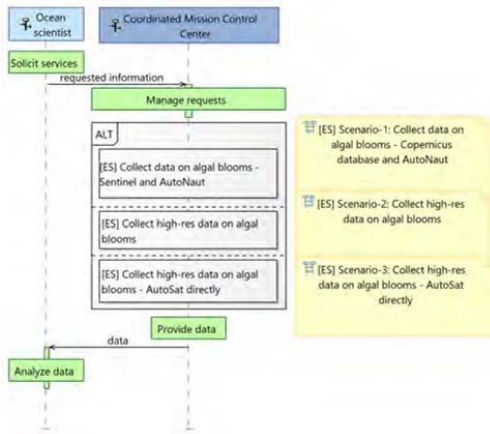 Ocean
scientist
Coordinated Mission Control
Center
Solicit services
requested information
Manage requests
ALT
[ES] Collect data on algal blooms -
Sentinel and AutoNaut
[ES] Collect high-res data on algal
blooms
[ES] Collect high-res data on algal
blooms - AutoSat directly
[ES] Scenario-1: Collect data on
algal blooms - Copernicus
database and AutoNaut
[ES] Scenario-2: Collect high-res
data on algal blooms
[ES] Scenario-3: Collect high-res
data on algal blooms - AutoSat
directly
Provide data
data
Analyze data